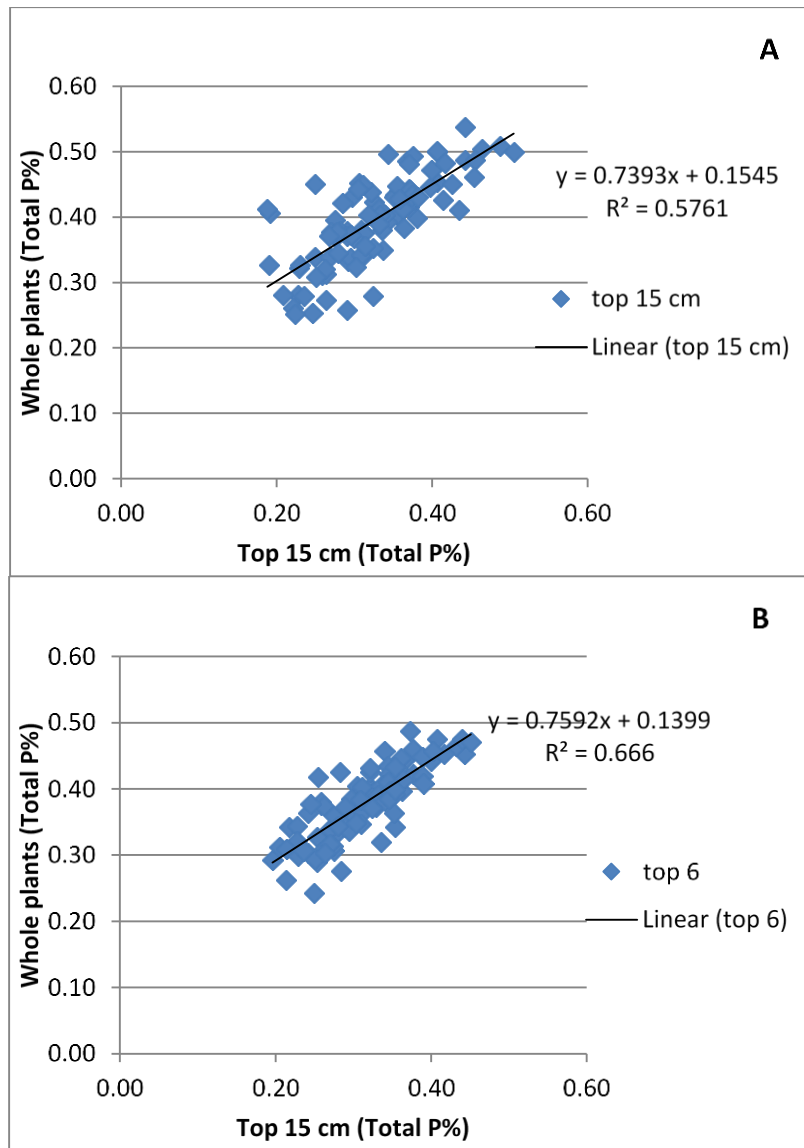 A
0.60
0.50
0.40
0.30
0.20
0.10
0.00
Whole plants (Total P%)
y = 0.7393x + 0.1545
R² = 0.5761
top 15 cm
Linear (top 15 cm)
0.00 0.20 0.40 0.60
Top 15 cm (Total P%)
B
0.60
0.50
0.40
0.30
0.20
0.10
0.00
Whole plants (Total P%)
y = 0.7592x + 0.1399
R² = 0.666
top 6
Linear (top 6)
0.00 0.20 0.40 0.60
Top 15 cm (Total P%)